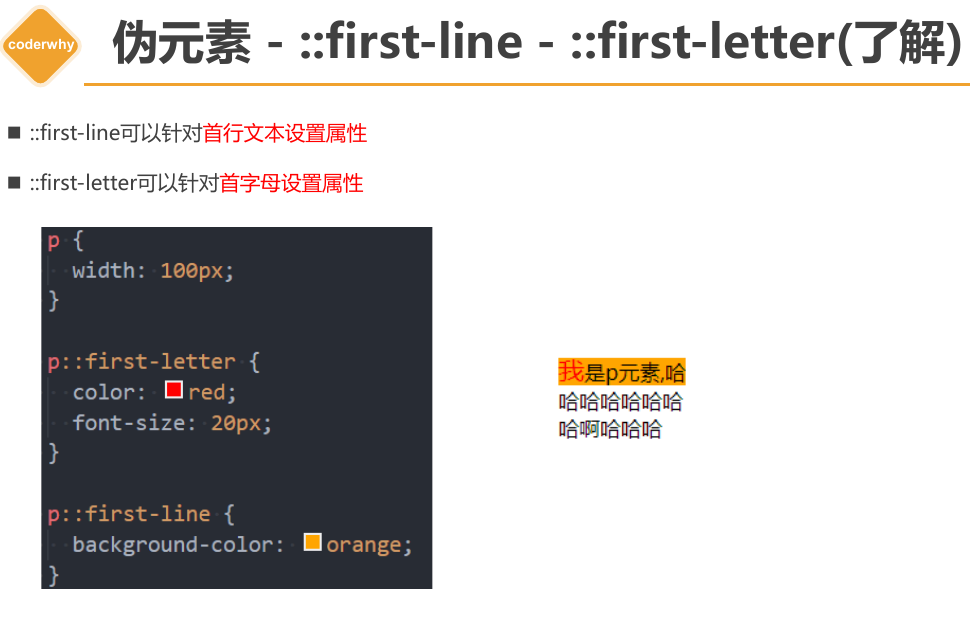 coderwhy
伪元素 - ::first-line - ::first-letter(了解)
■ ::first-line可以针对首行文本设置属性
■ ::first-letter可以针对首字母设置属性
p {
  width: 100px;
}
p::first-letter {
  color: red;
  font-size: 20px;
}
p::first-line {
  background-color: orange;
}
我是p元素,哈
哈哈哈哈哈哈
哈啊哈哈哈